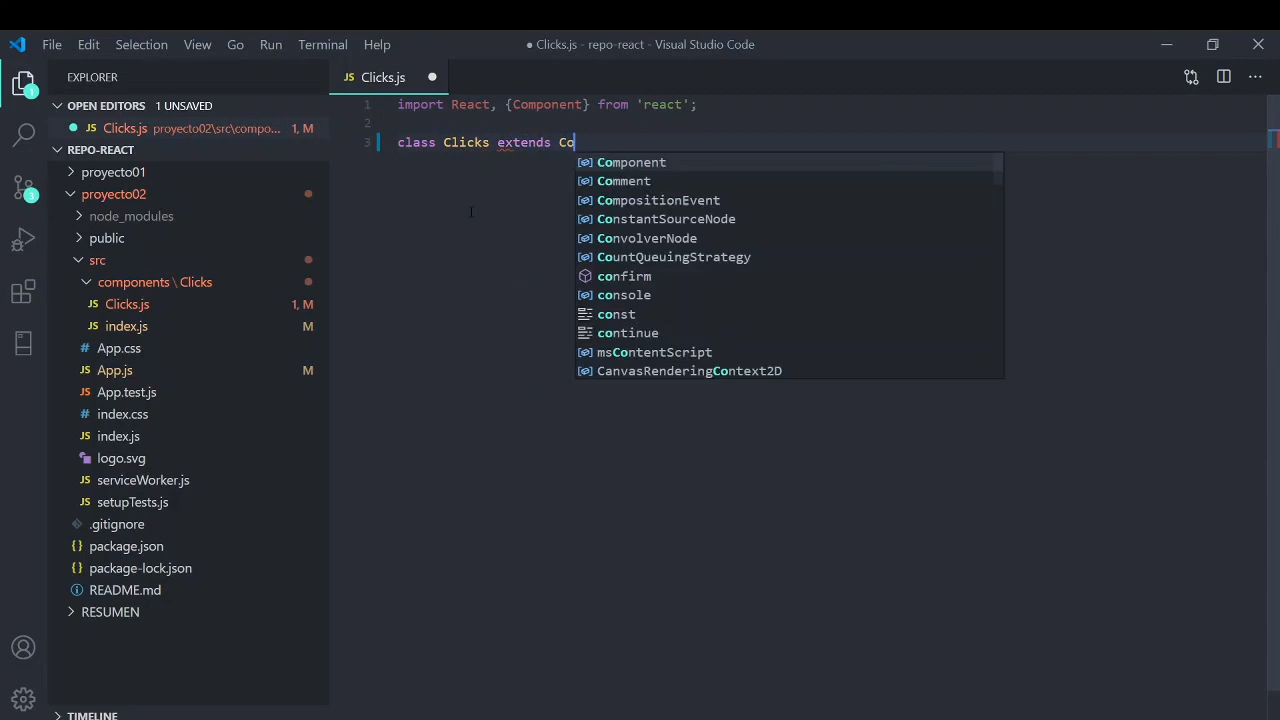 File Edit Selection View Go Run Terminal Help
● Clicks.js - repo-react - Visual Studio Code
EXPLORER
JS Clicks.js ●
OPEN EDITORS 1 UNSAVED
● JS Clicks.js proyecto02\src\compo... 1, M
REPO-REACT
proyecto01
proyecto02
node_modules
public
src
components \ Clicks
JS Clicks.js 1, M
JS index.js M
# App.css
JS App.js M
JS App.test.js
# index.css
JS index.js
logo.svg
JS serviceWorker.js
JS setupTests.js
.gitignore
{} package.json
{} package-lock.json
README.md
RESUMEN
TIMELINE
1
3
1 import React, {Component} from 'react';
2
3 class Clicks extends Co
Component
Comment
CompositionEvent
ConstantSourceNode
ConvolverNode
CountQueuingStrategy
confirm
console
const
continue
msContentScript
CanvasRenderingContext2D